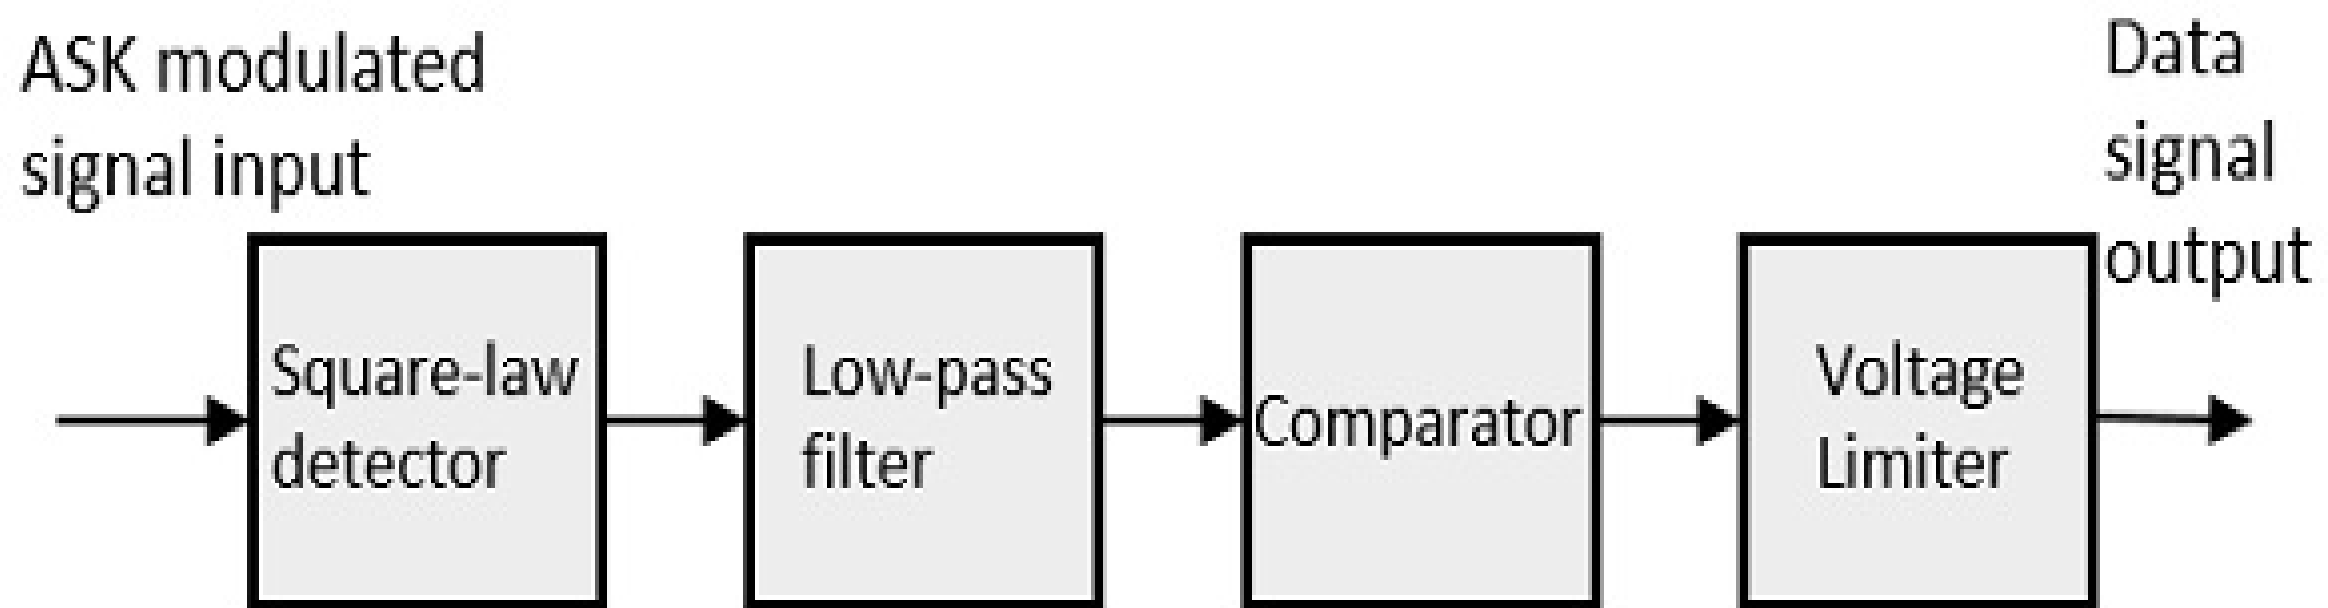 ASK modulated
signal input
Data
signal
output
Square-law
detector
Low-pass
filter
Comparator
Voltage
Limiter